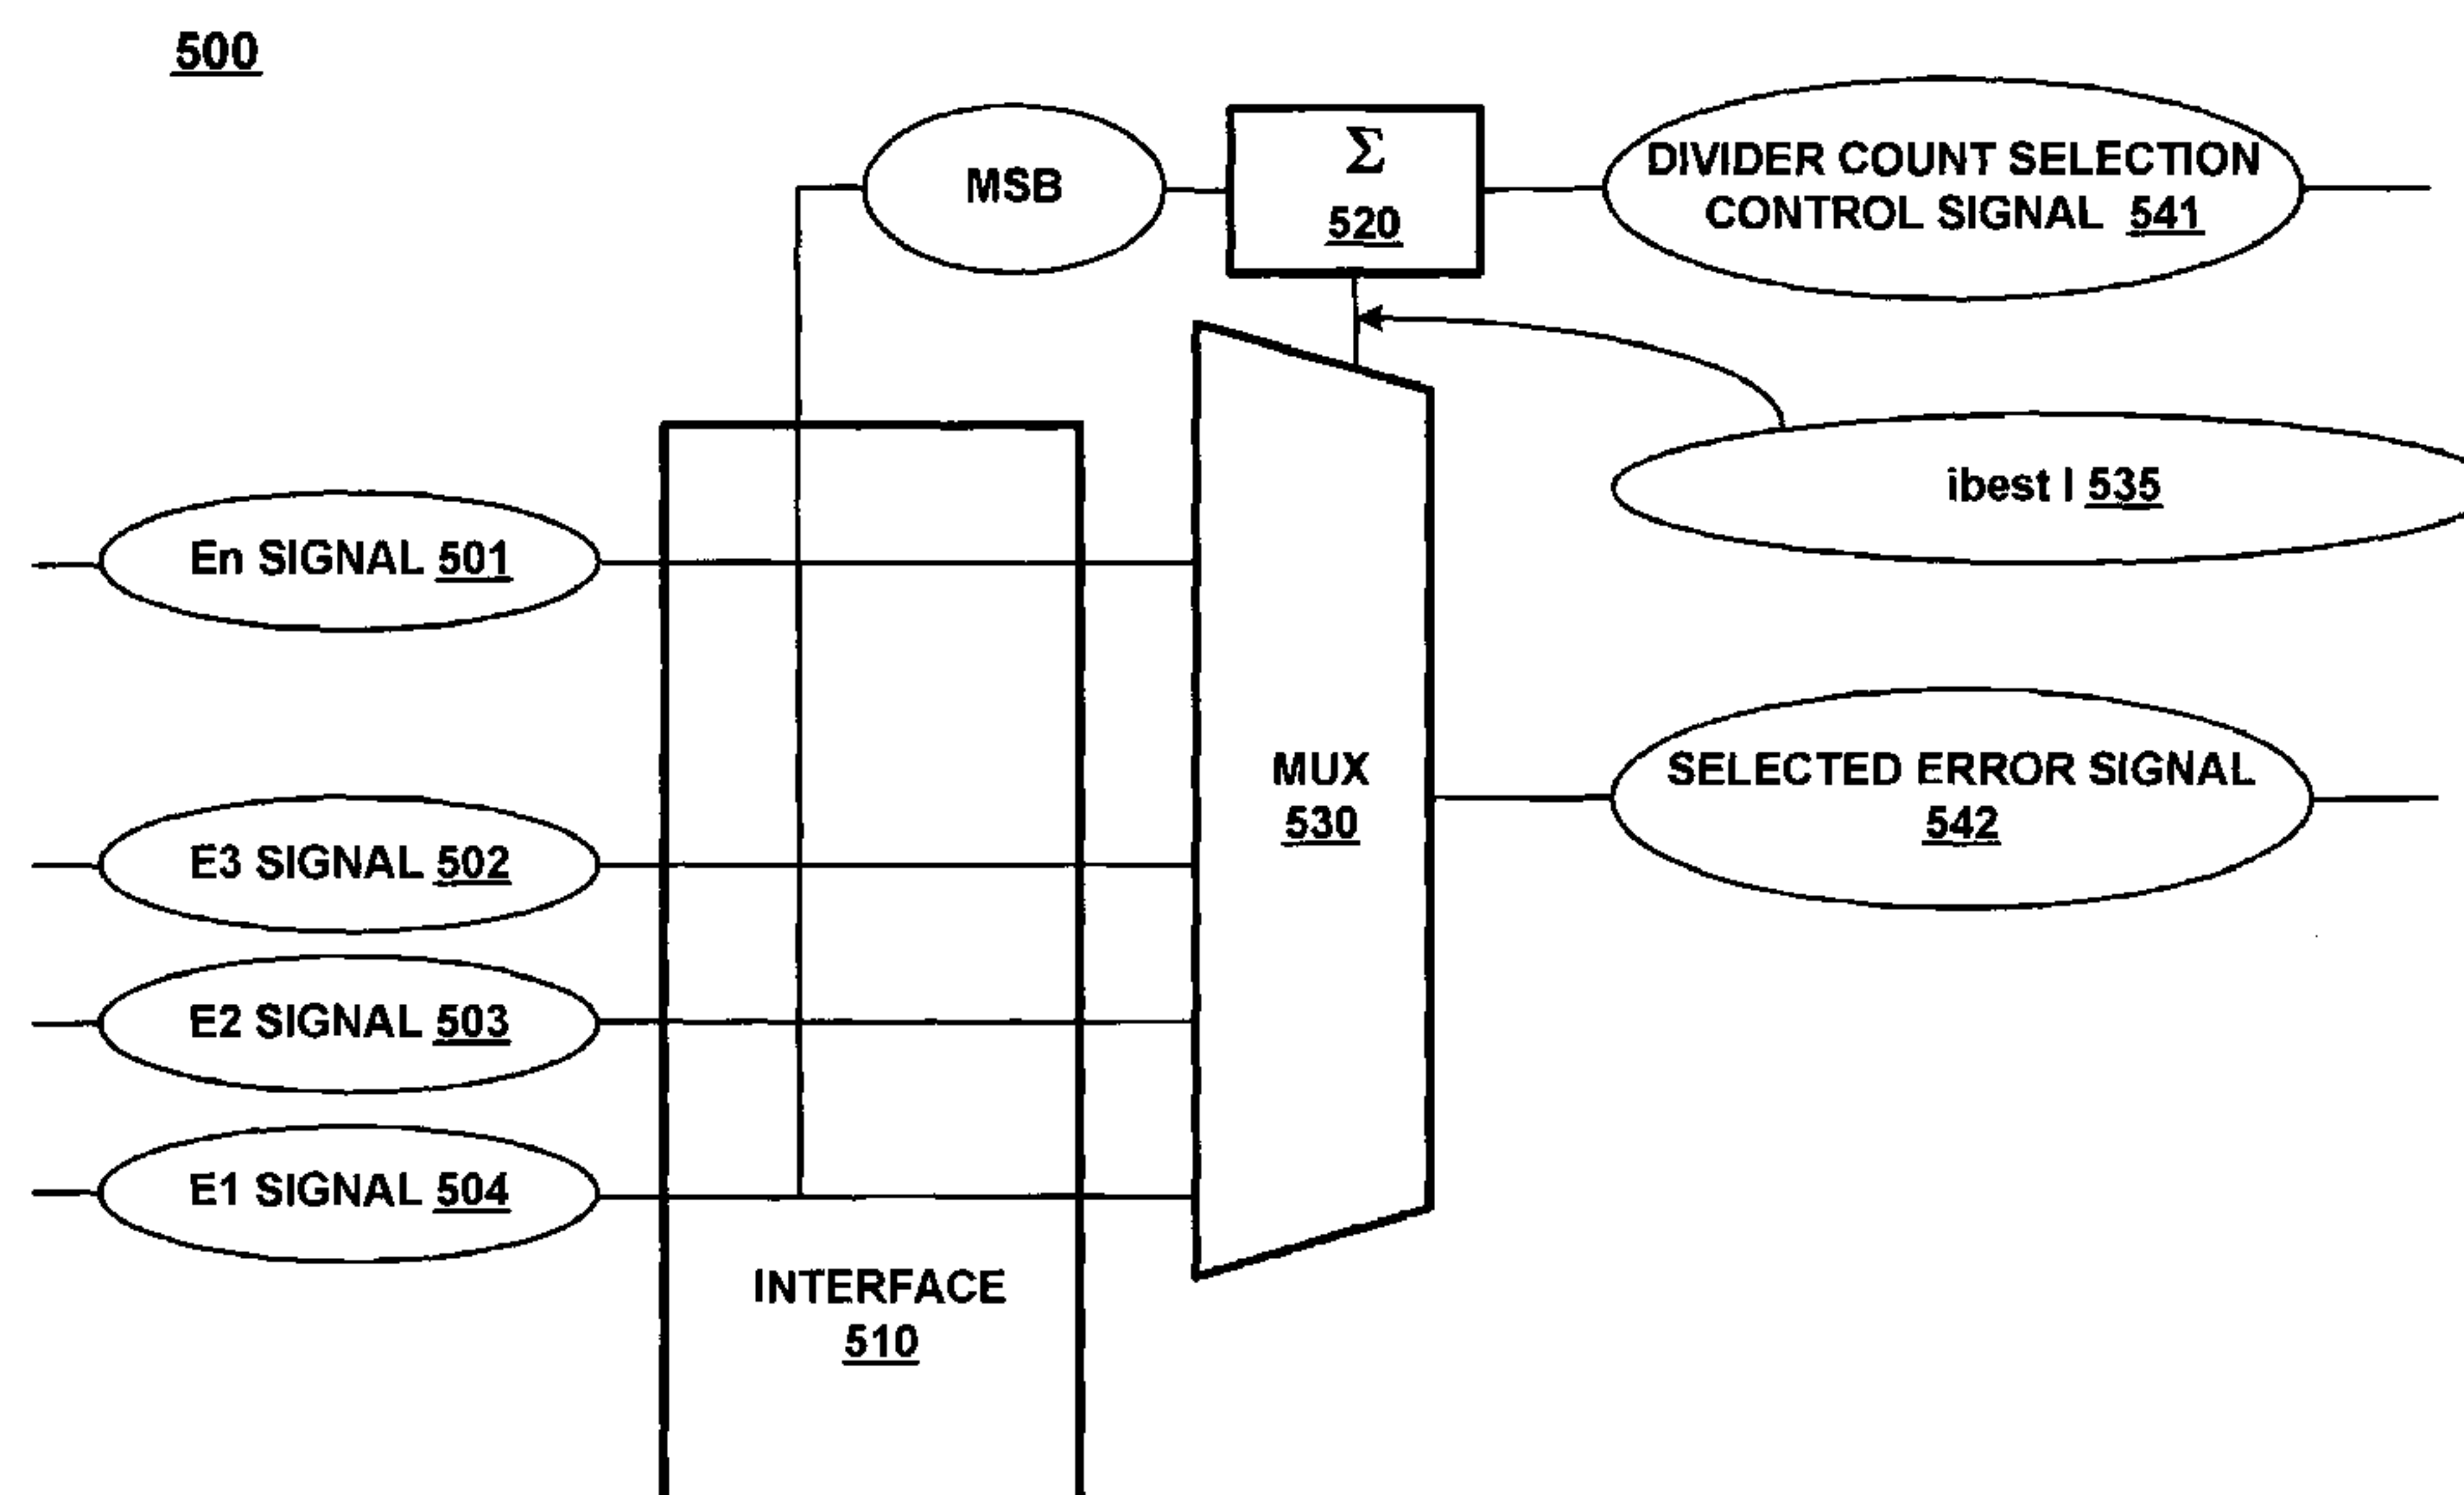 500
MSB
Σ
520
DIVIDER COUNT SELECTION
CONTROL SIGNAL 541
ibest I 535
En SIGNAL 501
MUX
530
SELECTED ERROR SIGNAL
542
E3 SIGNAL 502
E2 SIGNAL 503
E1 SIGNAL 504
INTERFACE
510